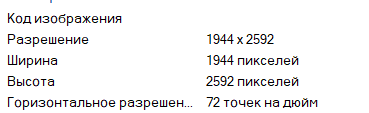 Код изображения
Разрешение 1944 x 2592
Ширина 1944 пикселей
Высота 2592 пикселей
Горизонтальное разрешен... 72 точек на дюйм